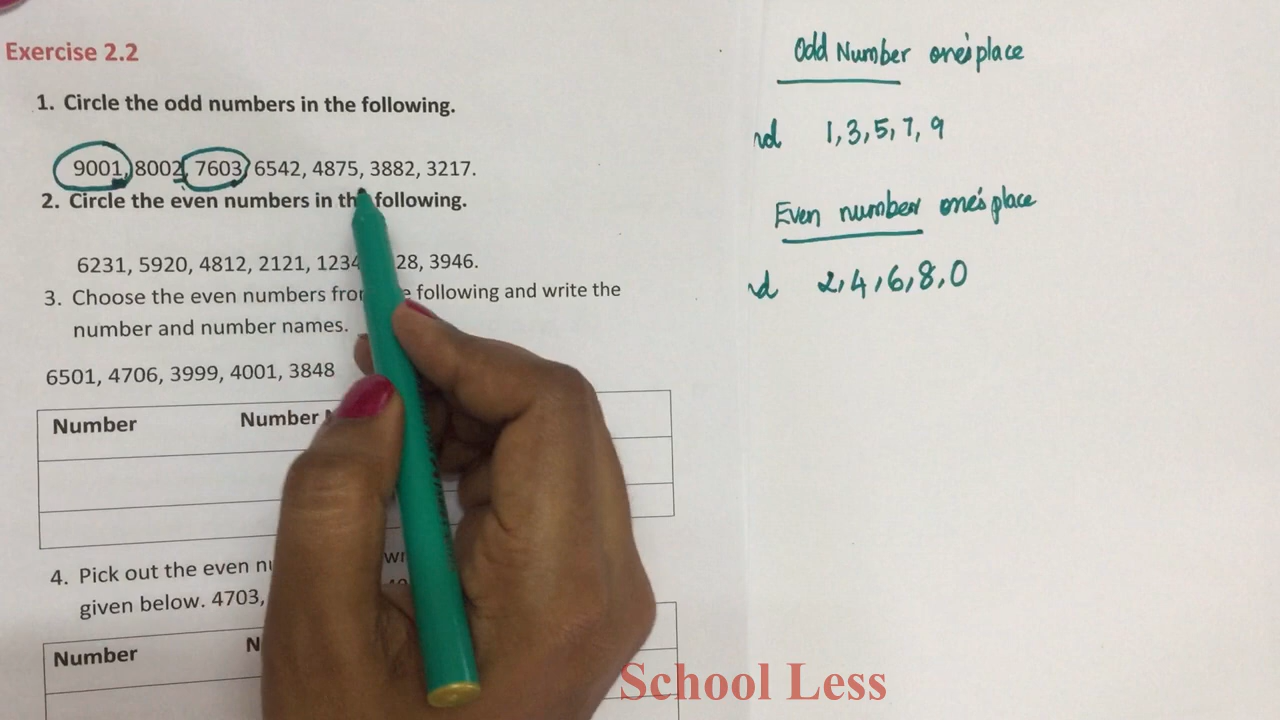 Exercise 2.2
1. Circle the odd numbers in the following.
9001, 8002, 7603, 6542, 4875, 3882, 3217.
2. Circle the even numbers in the following.
6231, 5920, 4812, 2121, 1234 28, 3946.
3. Choose the even numbers from following and write the
number and number names.
6501, 4706, 3999, 4001, 3848
Number Number
4. Pick out the even
given below. 4703,
Number
Odd Number one's place
nd 1, 3, 5, 7, 9
Even number one's place
nd 2, 4, 6, 8, 0
School Less